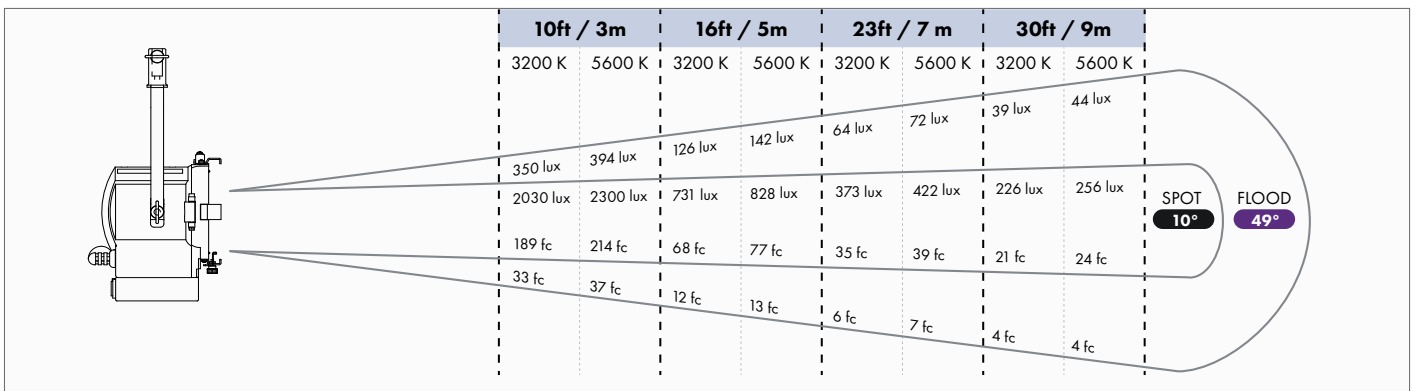 10ft / 3m 16ft / 5m 23ft / 7 m 30ft / 9m
3200 K 5600 K 3200 K 5600 K 3200 K 5600 K 3200 K 5600 K
350 lux 394 lux 126 lux 142 lux 64 lux 72 lux 39 lux 44 lux
2030 lux 2300 lux 731 lux 828 lux 373 lux 422 lux 226 lux 256 lux
SPOT FLOOD
10° 49°
189 fc 214 fc 68 fc 77 fc 35 fc 39 fc 21 fc 24 fc
33 fc 37 fc 12 fc 13 fc 6 fc 7 fc 4 fc 4 fc